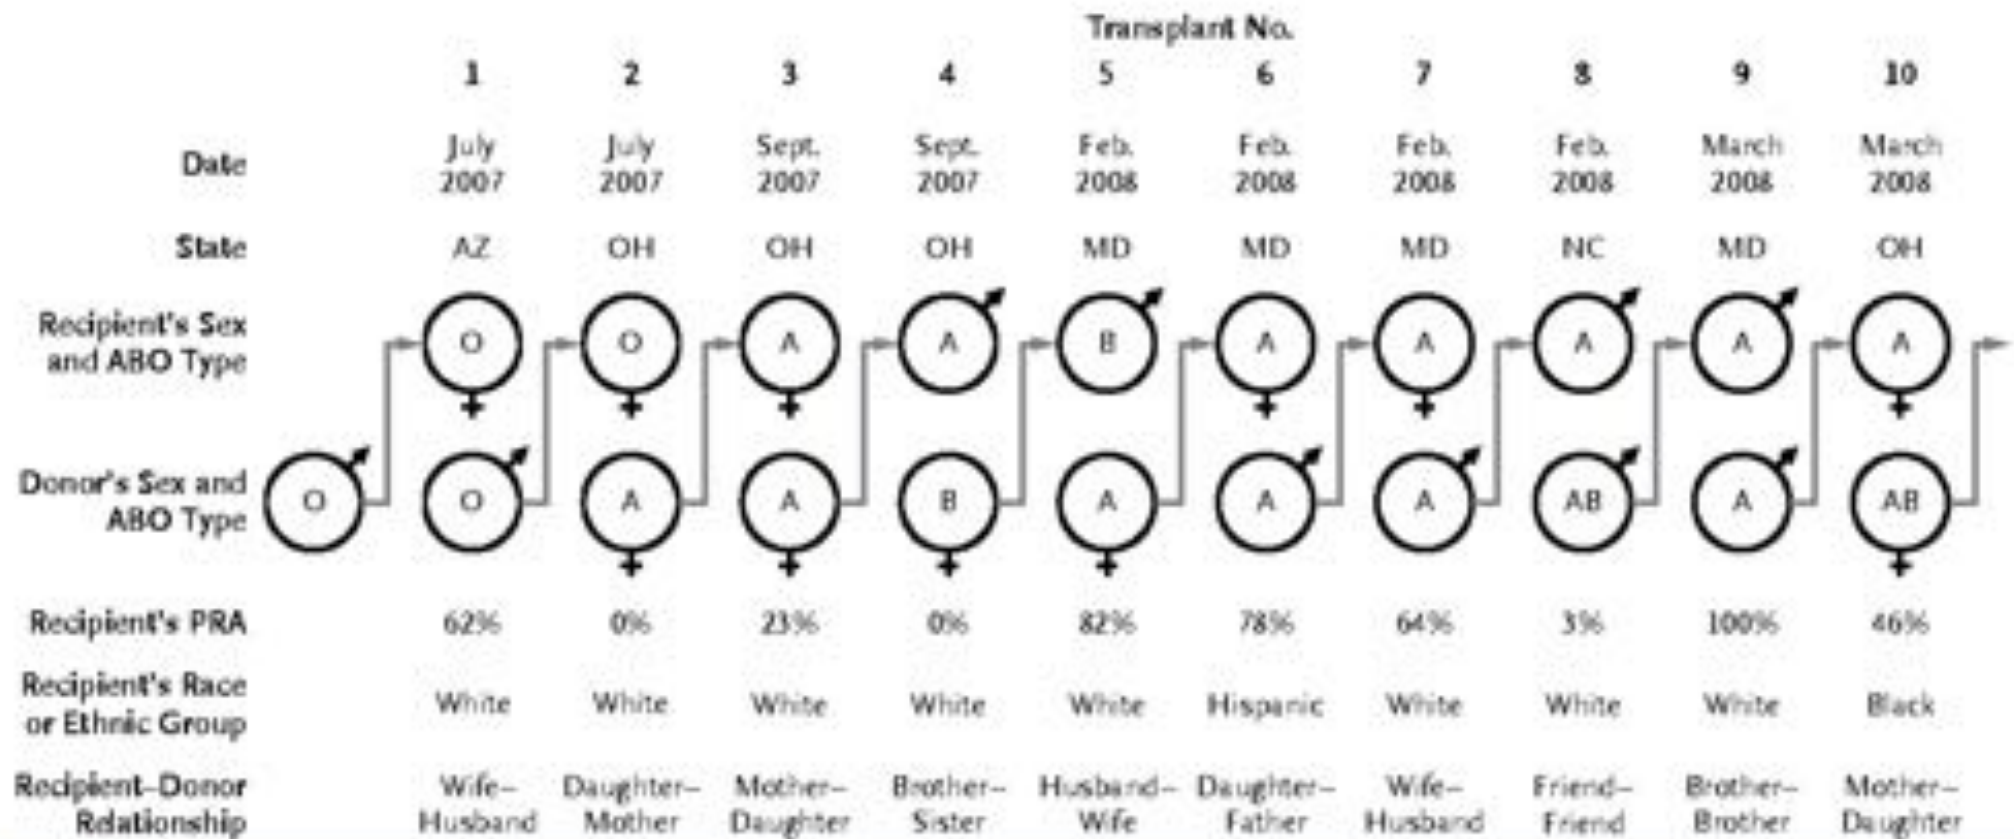 Transplant No.
1 2 3 4 5 6 7 8 9 10
Date
July 2007 July 2007 Sept. 2007 Sept. 2007 Feb. 2008 Feb. 2008 Feb. 2008 Feb. 2008 March 2008 March 2008
State AZ OH OH OH MD MD MD NC MD OH
Recipient's Sex
and ABO Type
O O A A B A A A A A
Donor's Sex and
ABO Type
O O A A B A A A AB A AB
Recipient's PRA 62% 0% 23% 0% 82% 78% 64% 3% 100% 46%
Recipient's Race
or Ethnic Group
White White White White White Hispanic White White White Black
Recipient–Donor
Relationship
Wife– Daughter– Mother– Brother– Husband– Daughter– Wife– Friend– Brother– Mother–
Husband Mother Daughter Sister Wife Father Husband Friend Brother Daughter